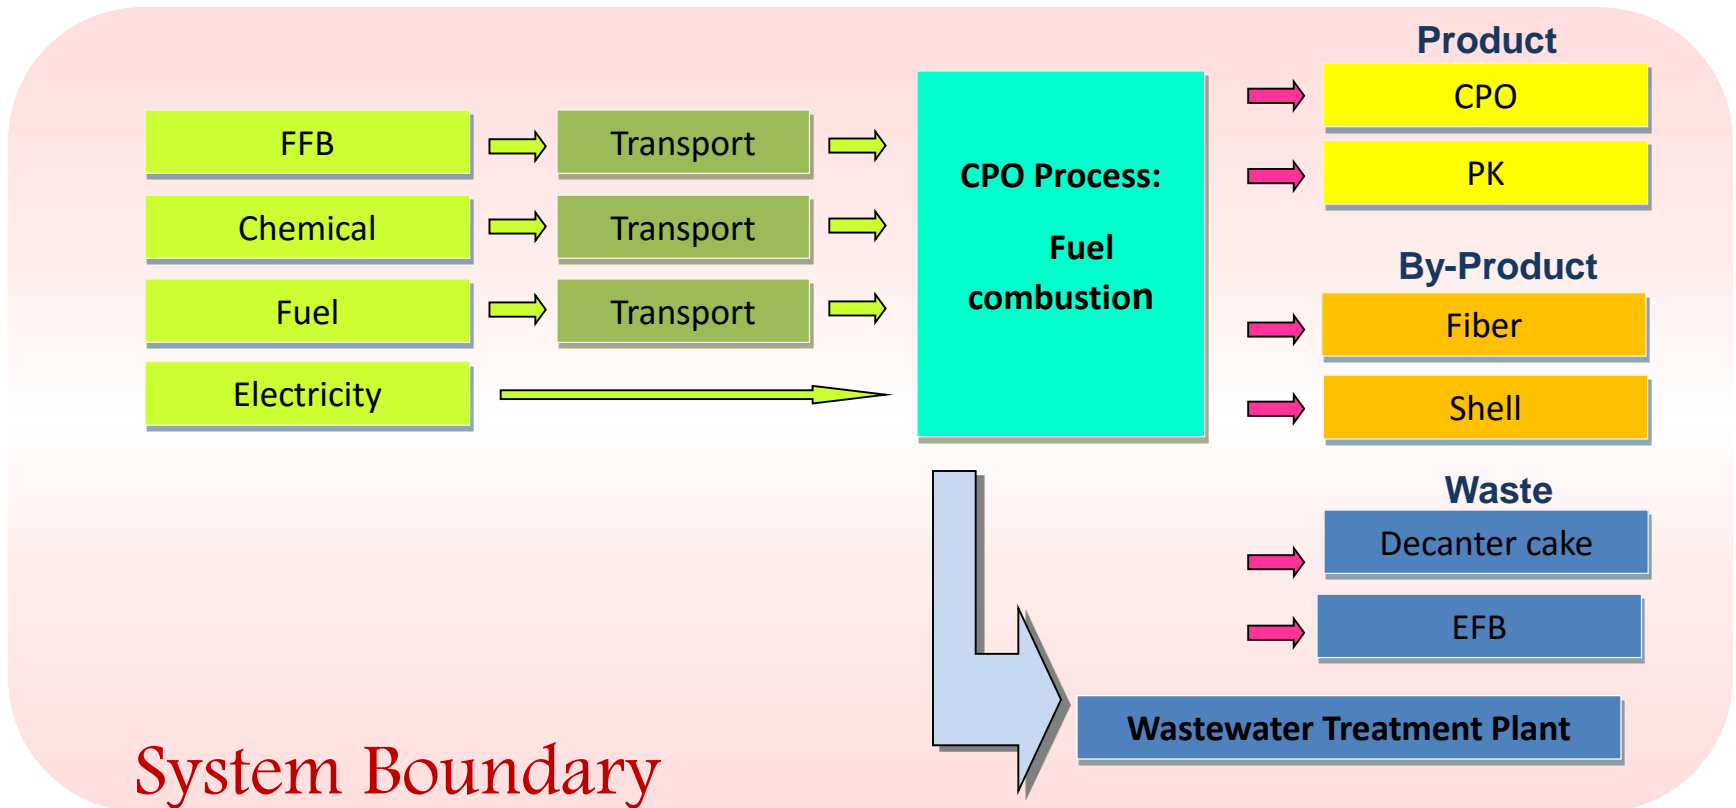 Product
FFB
Transport
CPO
Chemical
Transport
CPO Process:
Fuel
combustion
PK
Fuel
Transport
By-Product
Fiber
Electricity
Shell
Waste
Decanter cake
EFB
Wastewater Treatment Plant
System Boundary